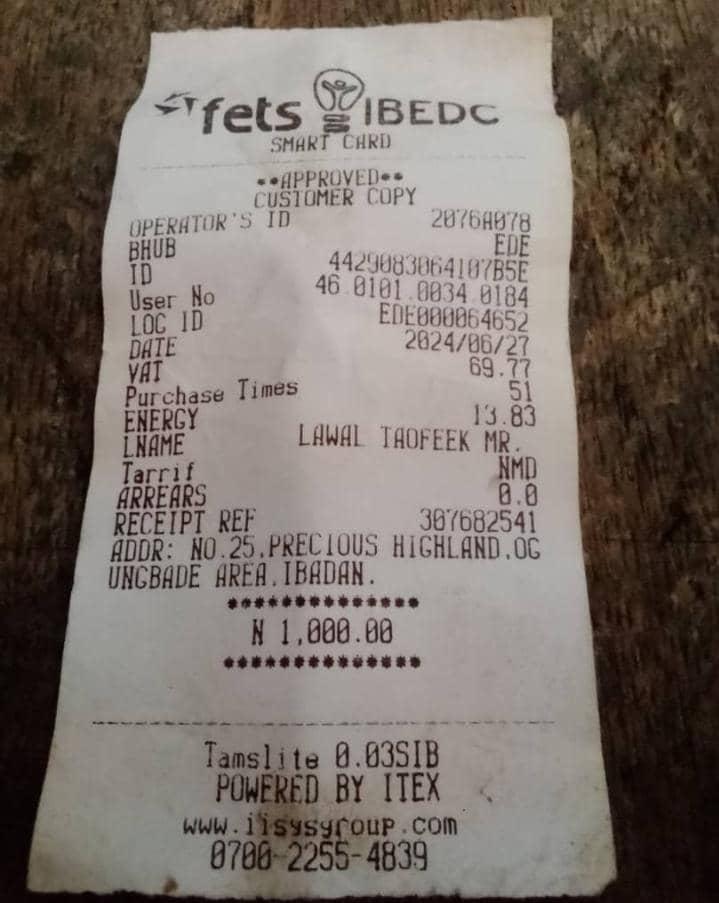 fets IBEDC
SMART CARD
**APPROVED**
CUSTOMER COPY
OPERATOR'S ID 2076A078
BHUB EDE
ID 4429083064107B5E
User No 46.0101.0034.0184
LOC ID EDE000064652
DATE 2024/06/27
VAT 69.77
Purchase Times 51
ENERGY 13.83
LNAME LAWAL TAOFEEK MR.
Tarrif NMD
ARREARS 0.0
RECEIPT REF 307682541
ADDR: NO.25,PRECIOUS HIGHLAND,OG
UNGBADE AREA,IBADAN.
**************
N 1,000.00
**************
Tamslite 0.03SIB
POWERED BY ITEX
www.iisysgroup.com
0700-2255-4839